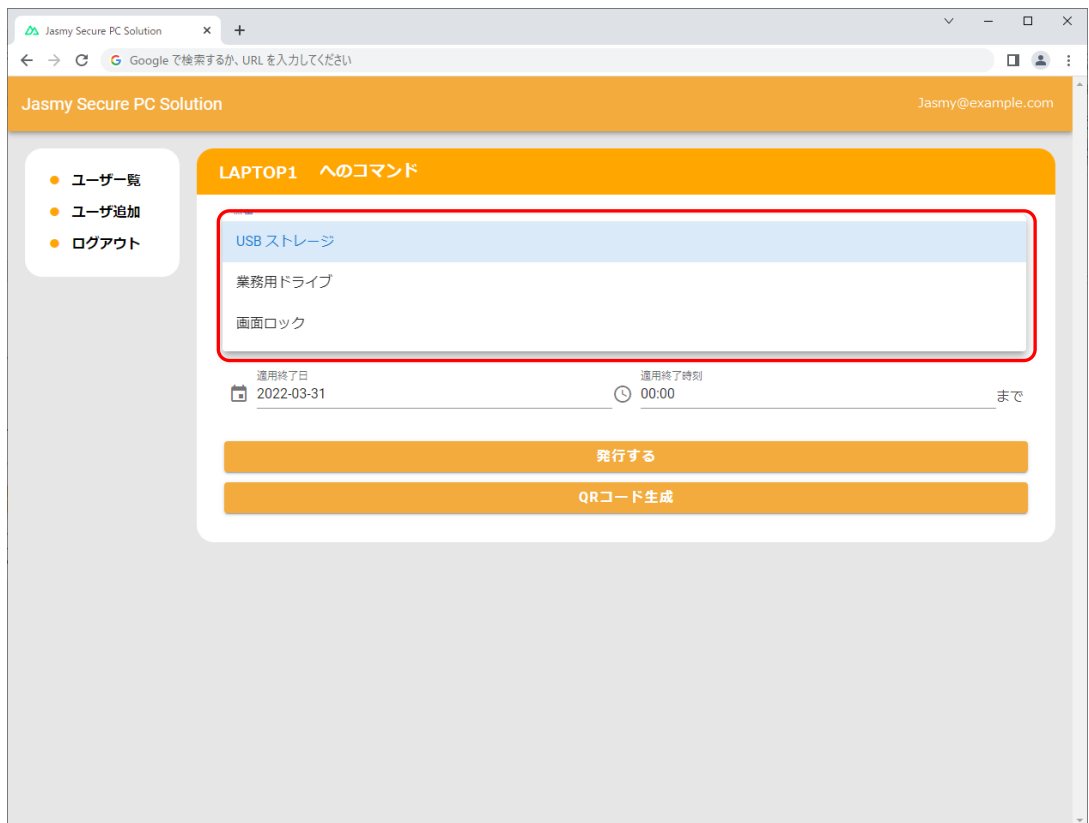 Jasmy Secure PC Solution
Google で検索するか、URL を入力してください
Jasmy Secure PC Solution
Jasmy@example.com
ユーザー覧
ユーザ追加
ログアウト
LAPTOP1 へのコマンド
USB ストレージ
業務用ドライブ
画面ロック
適用終了日
2022-03-31
適用終了時刻
00:00
まで
発行する
QRコード生成